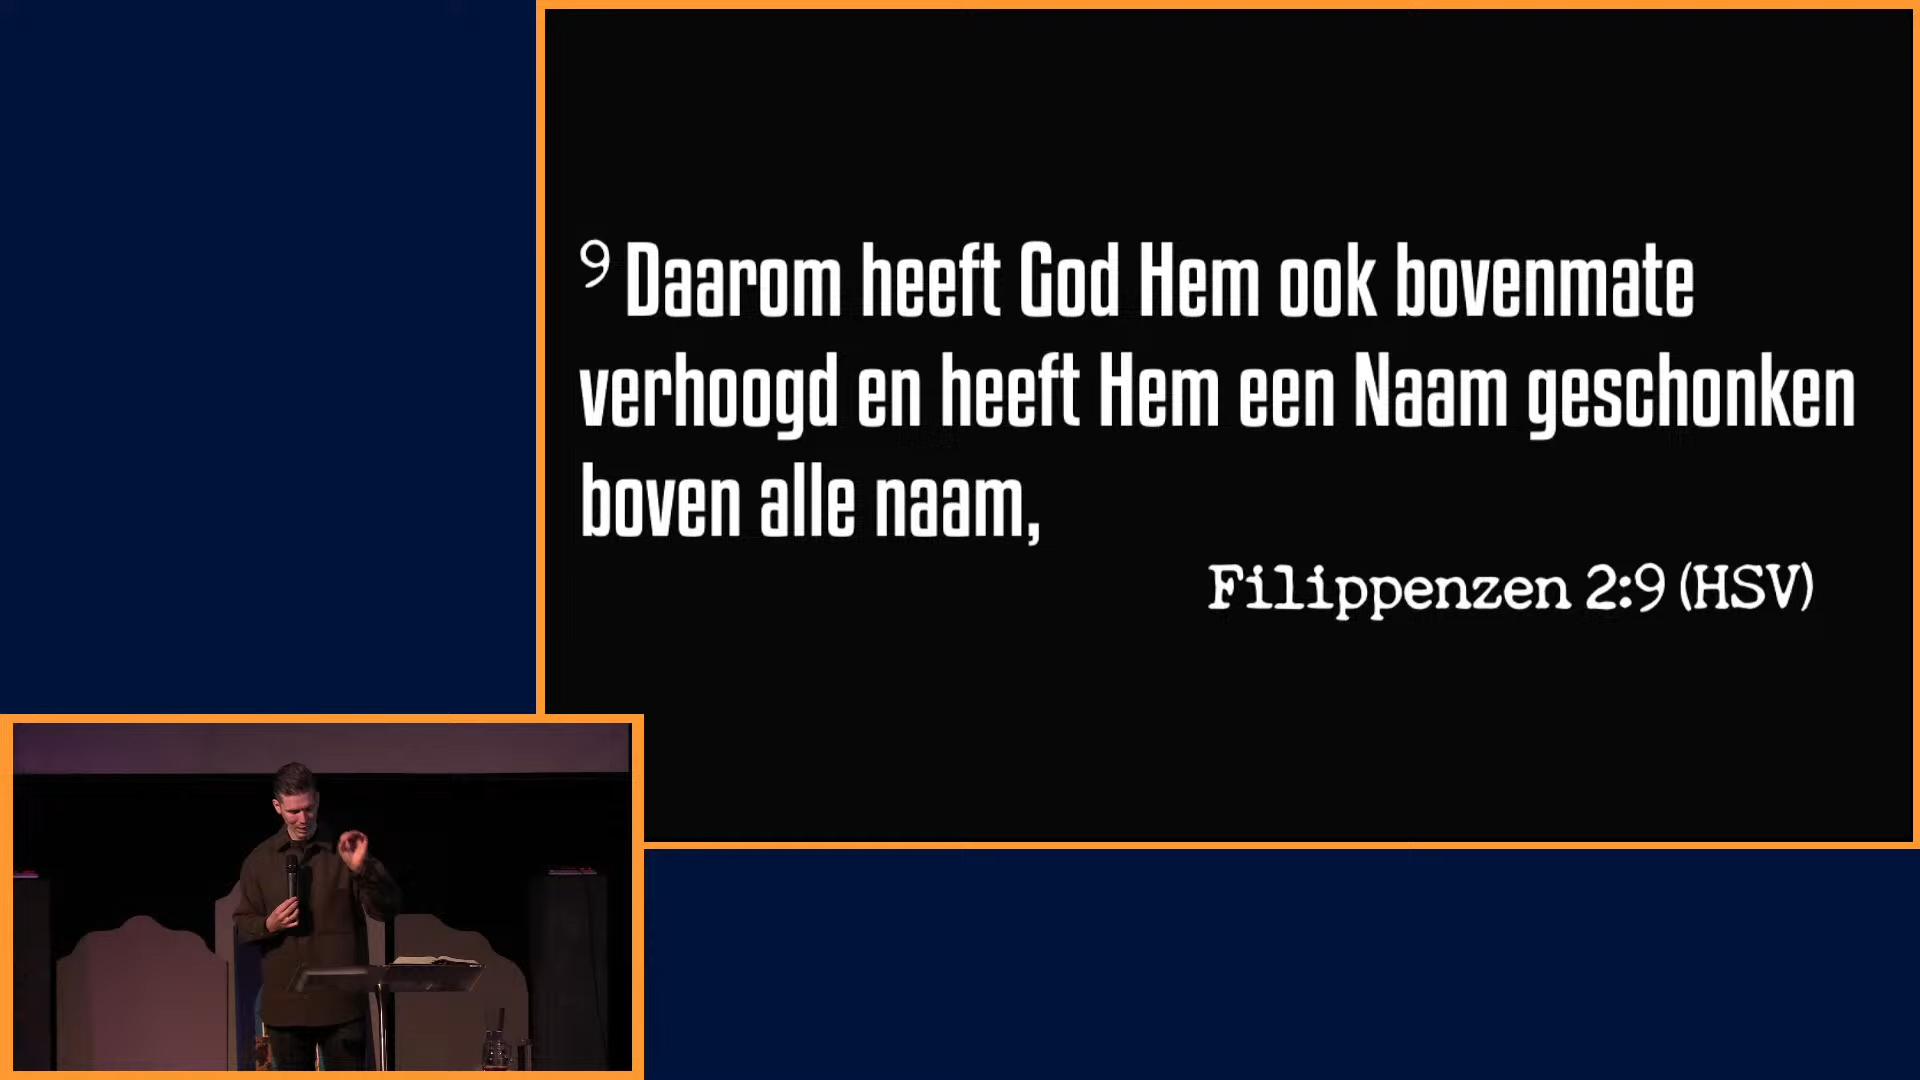 9 Daarom heeft God Hem ook bovenmate
verhoogd en heeft Hem een Naam geschonken
boven alle naam,
Filippenzen 2:9 (HSV)